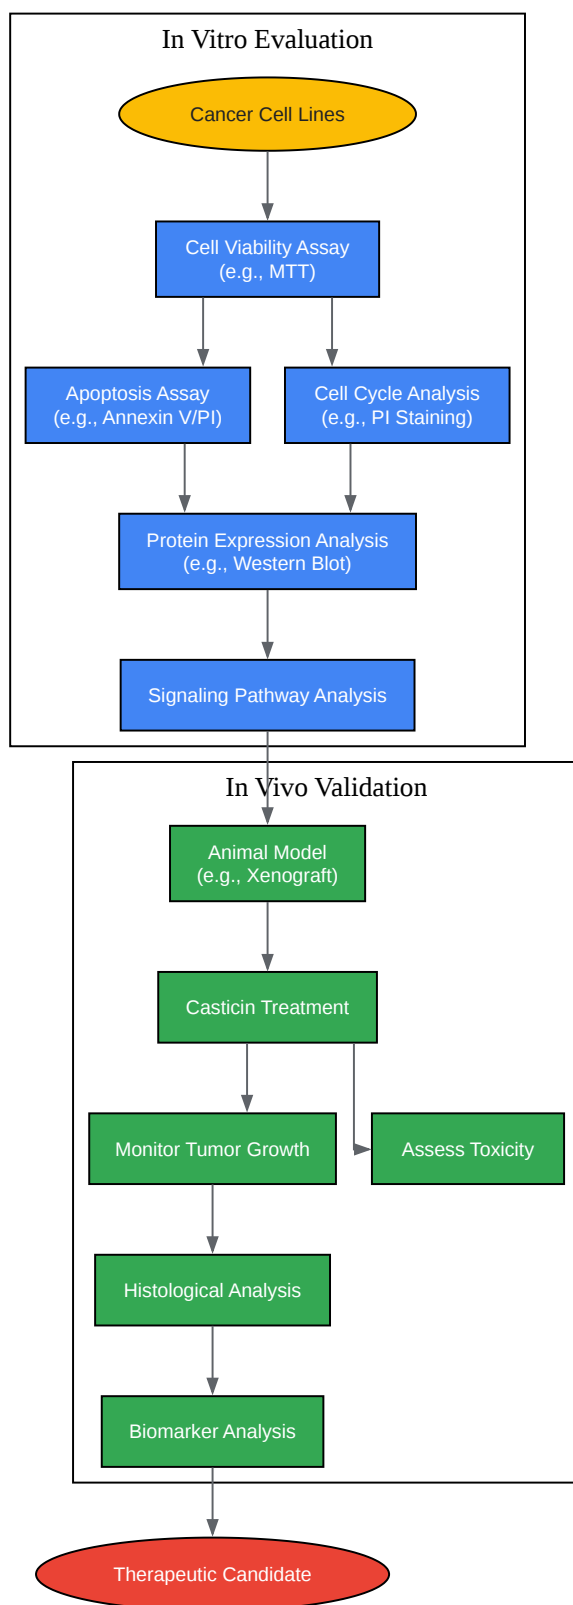 In Vitro Evaluation
Cancer Cell Lines
Cell Viability Assay
(e.g., MTT)
Apoptosis Assay
(e.g., Annexin V/PI)
Cell Cycle Analysis
(e.g., PI Staining)
Protein Expression Analysis
(e.g., Western Blot)
Signaling Pathway Analysis
In Vivo Validation
Animal Model
(e.g., Xenograft)
Casticin Treatment
Monitor Tumor Growth
Assess Toxicity
Histological Analysis
Biomarker Analysis
Therapeutic Candidate